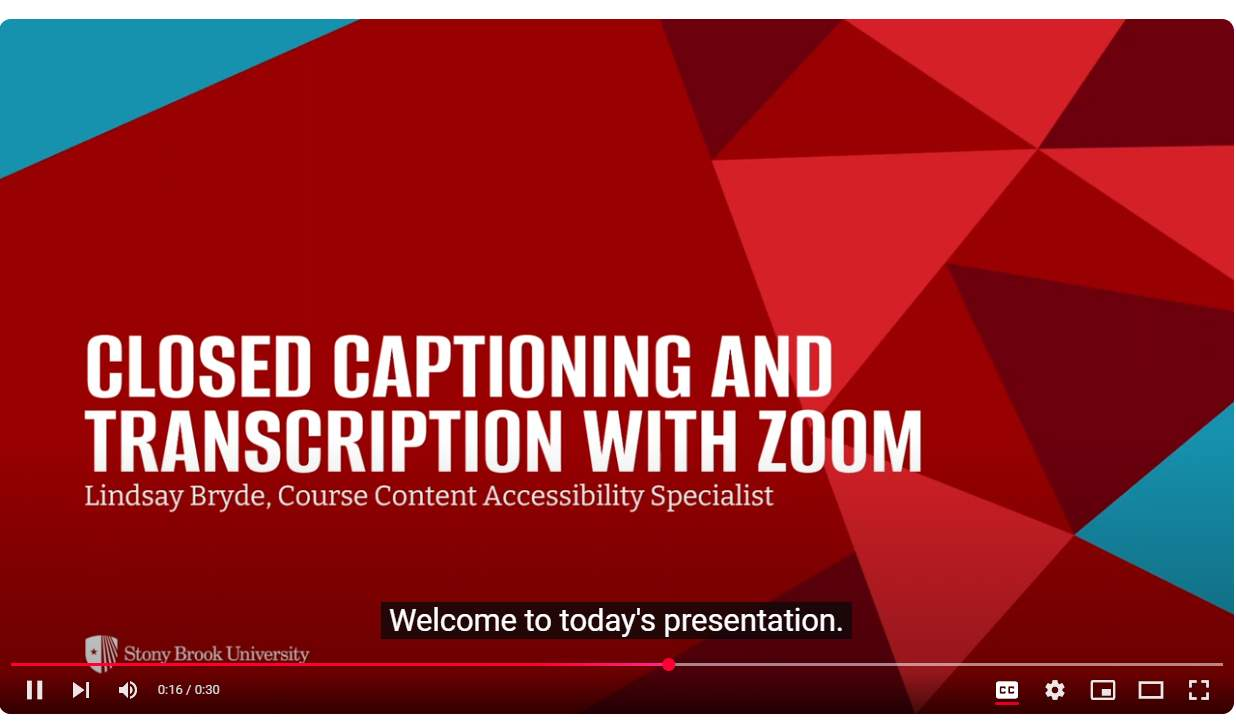 CLOSED CAPTIONING AND
TRANSCRIPTION WITH ZOOM
Lindsay Bryde, Course Content Accessibility Specialist
Welcome to today's presentation.
Stony Brook University
0:16 / 0:30
CC